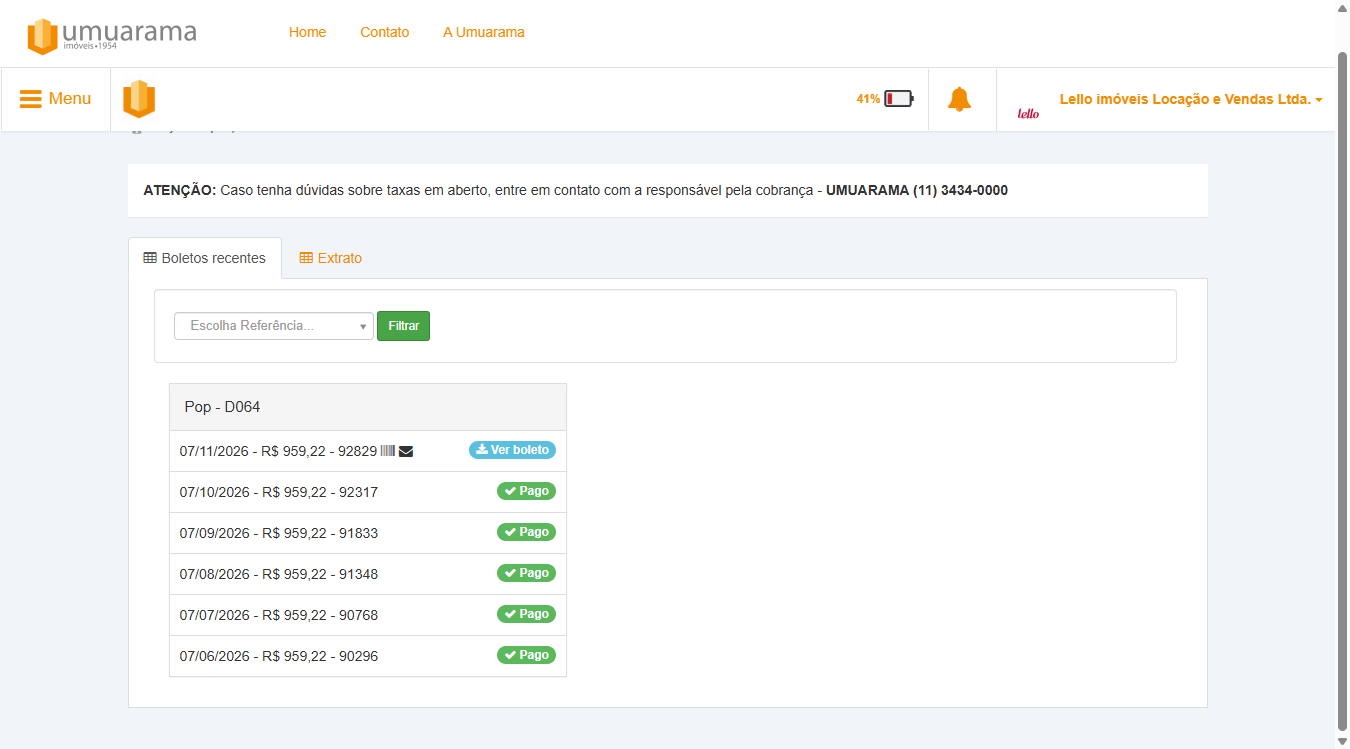 umuarama
imóveis•1954
Home
Contato
A Umuarama
Menu
41%
lello
Lello imóveis Locação e Vendas Ltda.
ATENÇÃO: Caso tenha dúvidas sobre taxas em aberto, entre em contato com a responsável pela cobrança - UMUARAMA (11) 3434-0000
Boletos recentes
Extrato
Escolha Referência...
Filtrar
Pop - D064
07/11/2026 - R$ 959,22 - 92829 Ver boleto
07/10/2026 - R$ 959,22 - 92317 Pago
07/09/2026 - R$ 959,22 - 91833 Pago
07/08/2026 - R$ 959,22 - 91348 Pago
07/07/2026 - R$ 959,22 - 90768 Pago
07/06/2026 - R$ 959,22 - 90296 Pago